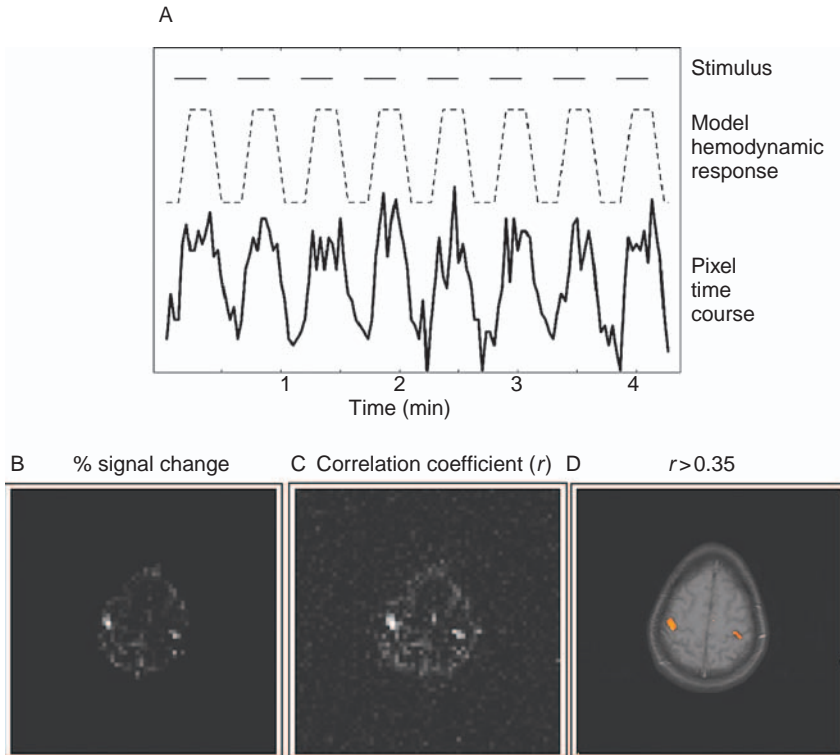 A
Stimulus
Model
hemodynamic
response
Pixel
time
course
1 2 3 4
Time (min)
B % signal change
C Correlation coefficient (r)
D r>0.35